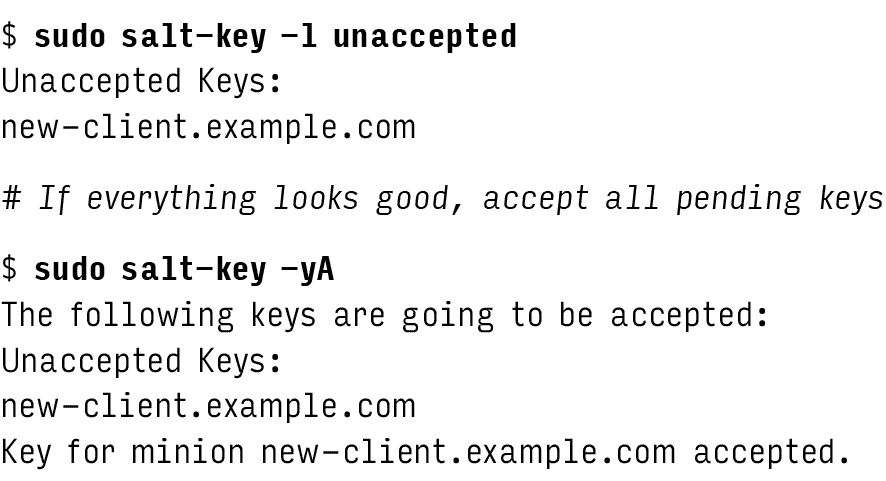 $ sudo salt-key -l unaccepted
Unaccepted Keys:
new-client.example.com
# If everything looks good, accept all pending keys
$ sudo salt-key -yA
The following keys are going to be accepted:
Unaccepted Keys:
new-client.example.com
Key for minion new-client.example.com accepted.